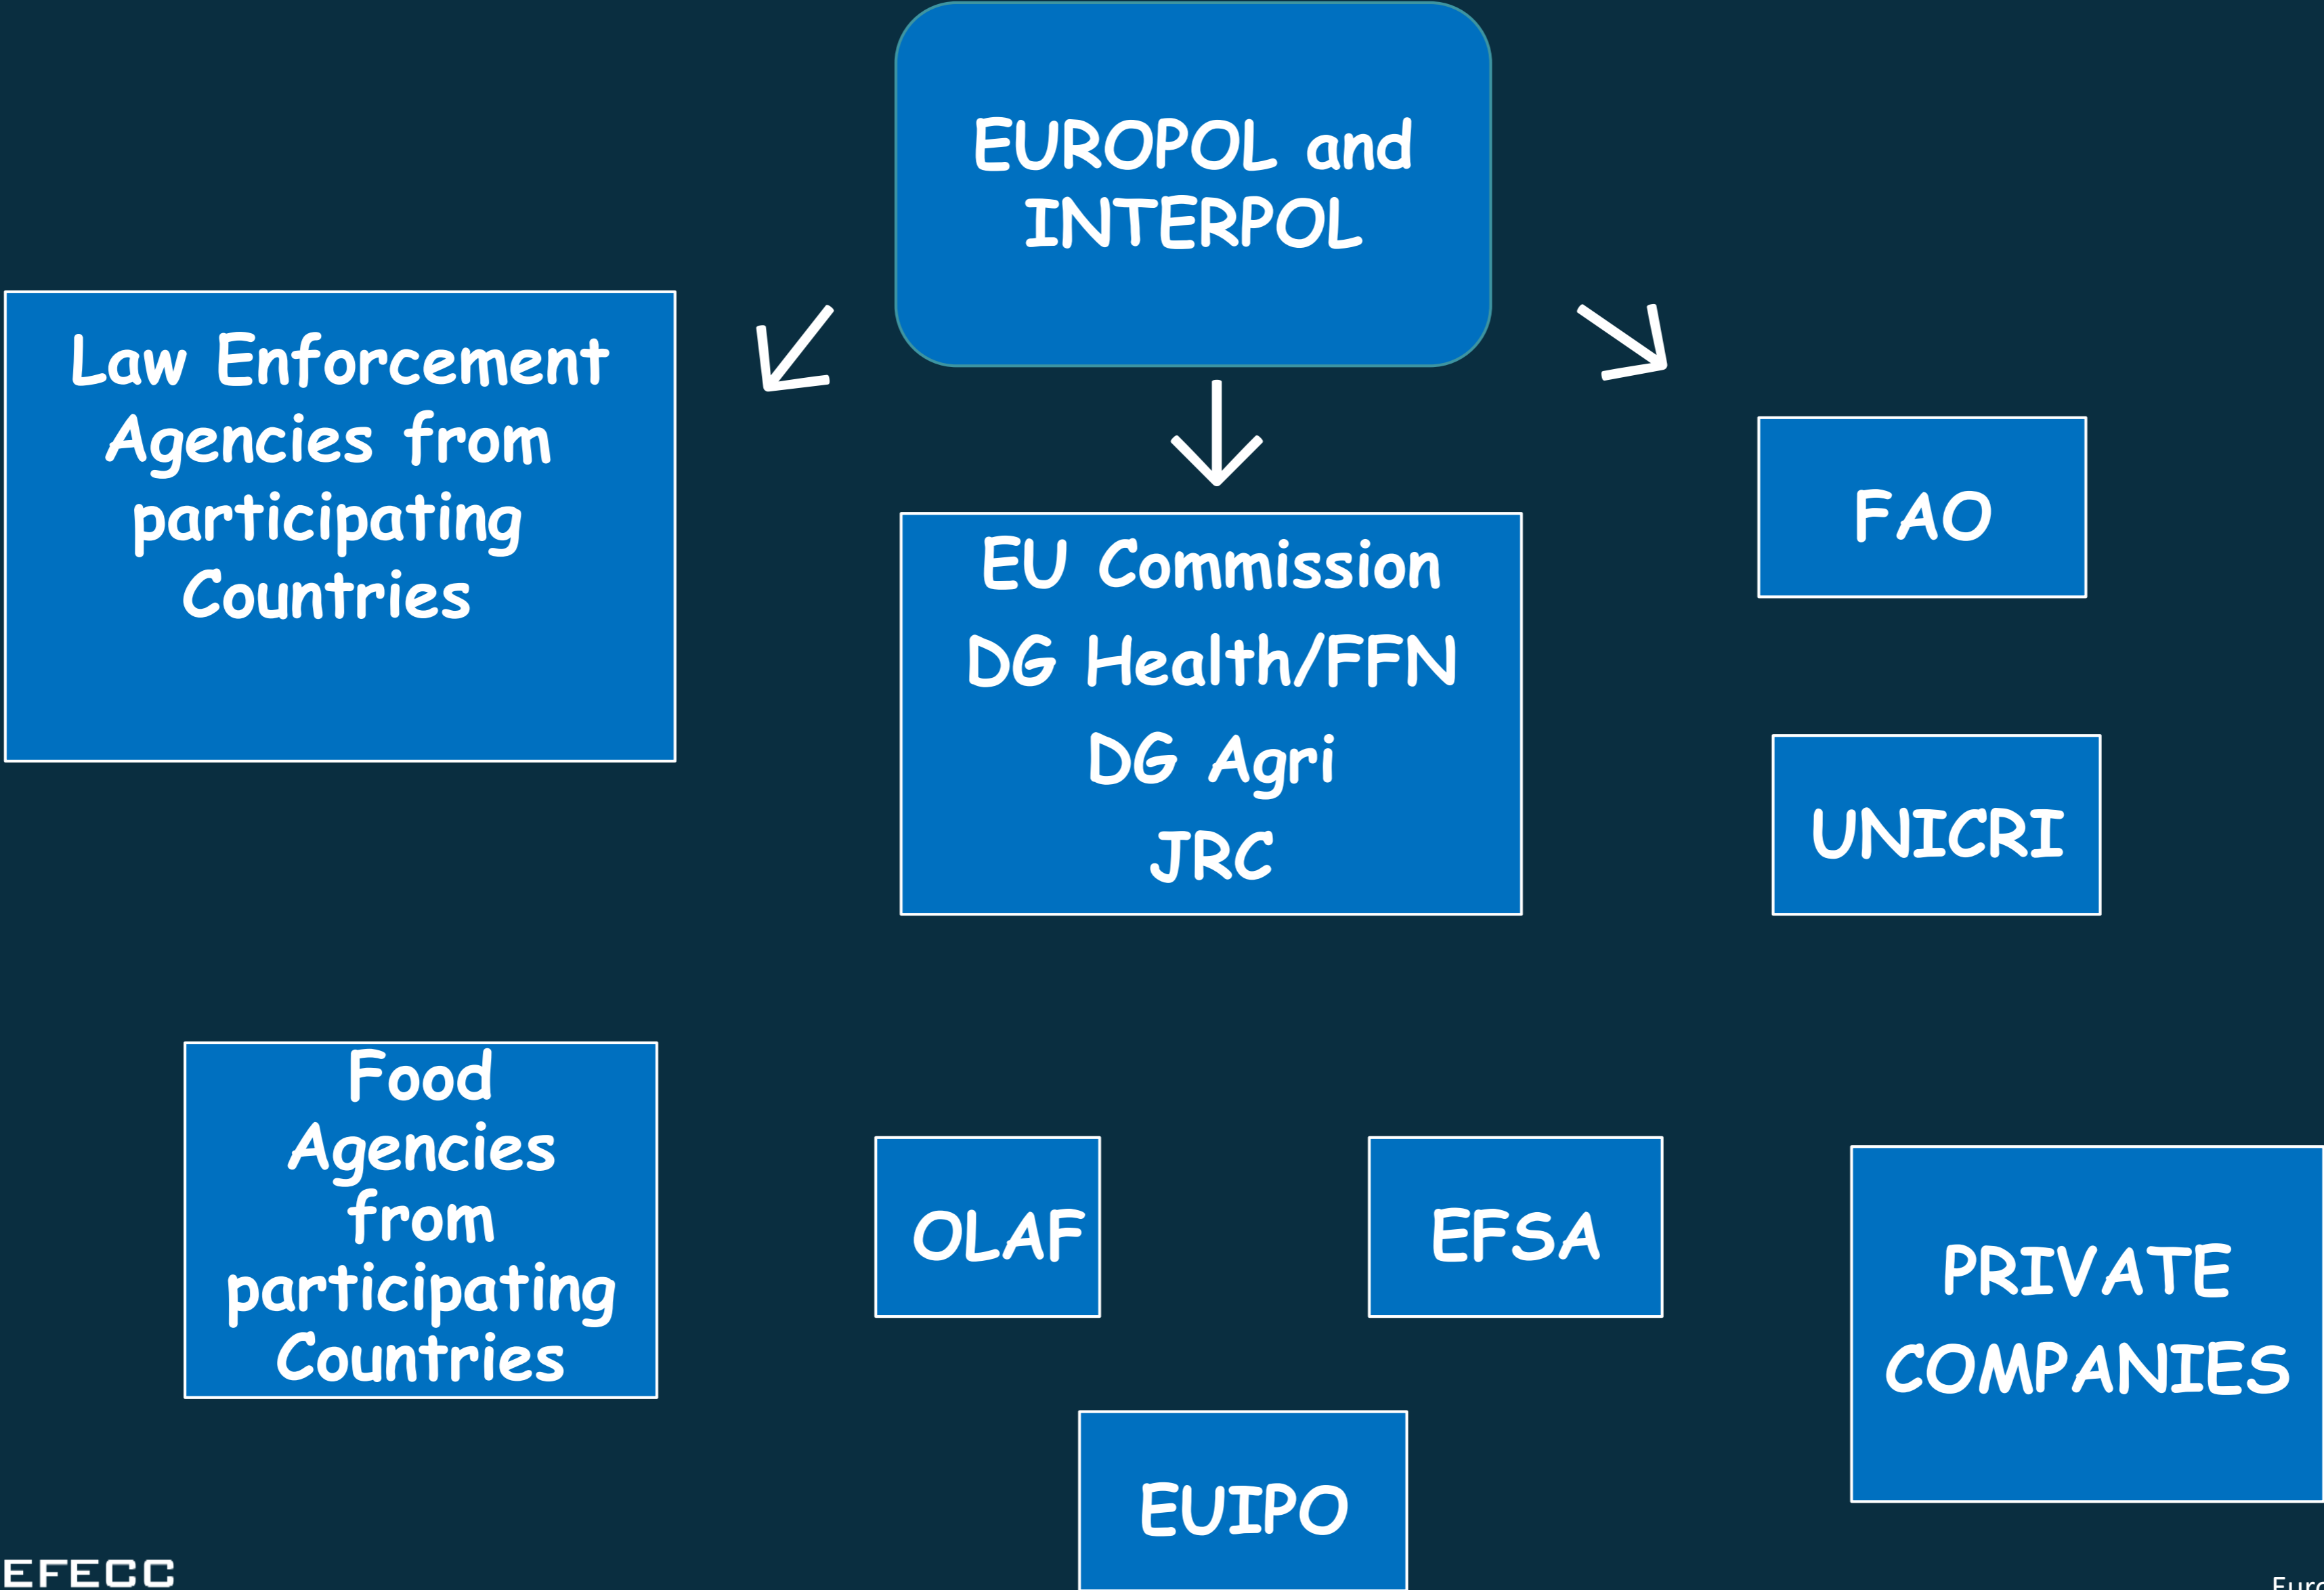 EUROPOL and
INTERPOL
Law Enforcement
Agencies from
participating
Countries
EU Commission
DG Health/FFN
DG Agri
JRC
FAO
UNICRI
Food
Agencies
from
participating
Countries
OLAF
EFSA
PRIVATE
COMPANIES
EUIPO
EFECC